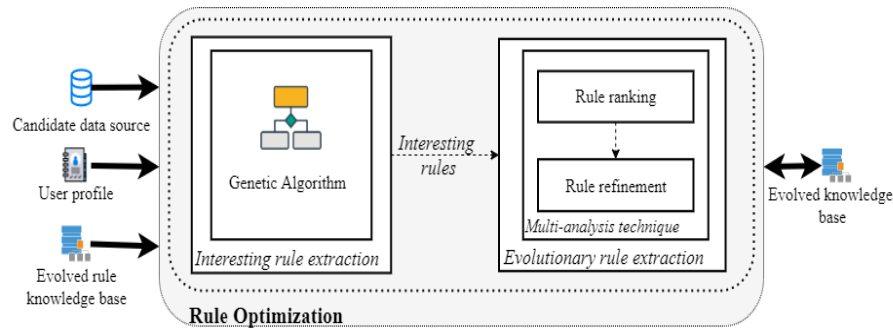 Candidate data source
User profile
Evolved rule
knowledge base
Genetic Algorithm
Interesting rule extraction
Interesting
rules
Rule ranking
Rule refinement
Multi-analysis technique
Evolutionary rule extraction
Rule Optimization
Evolved knowledge
base